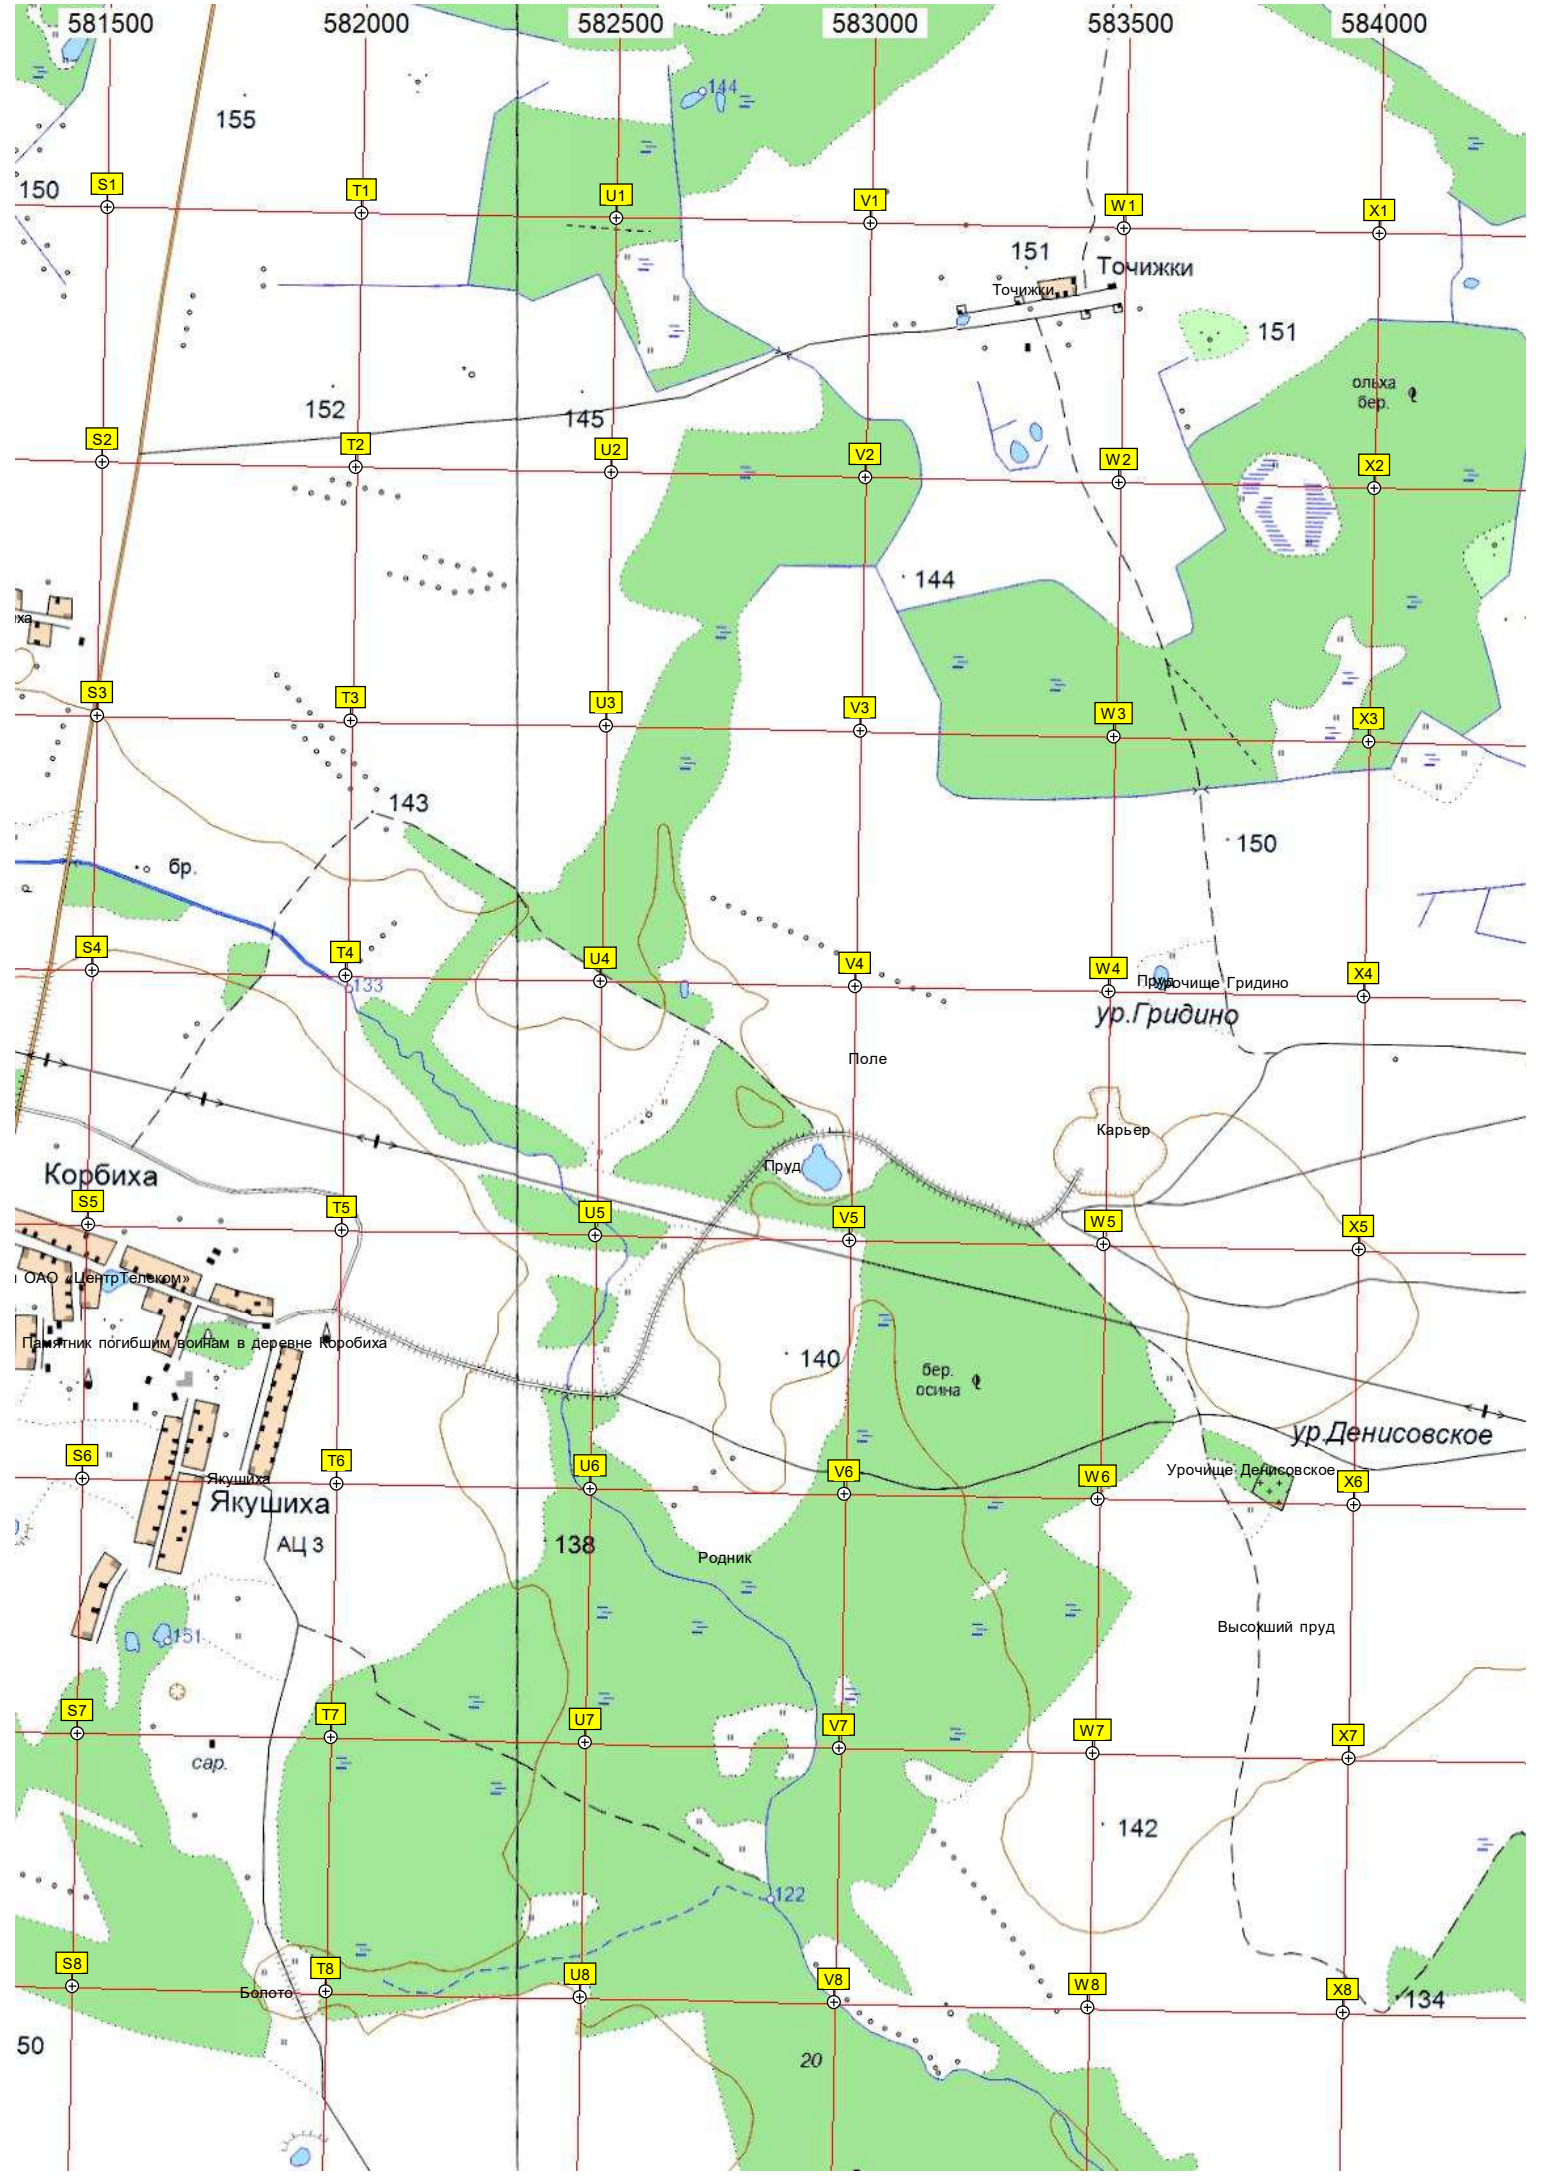 581500 582000 582500 583000 583500 584000
144
155
150
S1 T1 U1 V1 W1 X1
151
Точижки
Точижки
151
ольха
бер.
152
145
S2 T2 U2 V2 W2 X2
144
ха
S3 T3 U3 V3 W3 X3
143
150
бр.
S4 T4 U4 V4 W4 X4
133
Пруд
Урочище Гридино
ур.Гридино
Поле
Карьер
Пруд
Корбиха
S5 T5 U5 V5 W5 X5
ОАО «ЦентрТелеком»
Памятник погибшим воинам в деревне Коробиха
140
бер.
осина
ур.Денисовское
S6 T6 U6 V6 W6 X6
Якушиха
Урочище Денисовское
Якушиха
АЦ 3
138
Родник
Высохший пруд
151
S7 T7 U7 V7 W7 X7
сар.
142
122
S8 T8 U8 V8 W8 X8
Болото
134
50
20